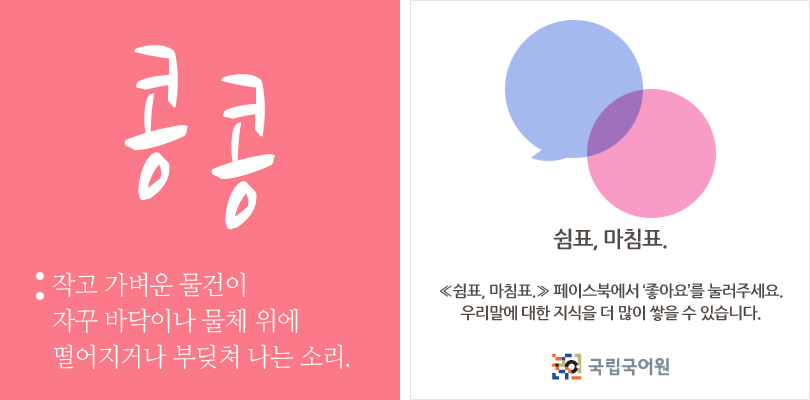 콩콩
: 작고 가벼운 물건이
자꾸 바닥이나 물체 위에
떨어지거나 부딪쳐 나는 소리.
쉼표, 마침표.
≪쉼표, 마침표.≫ 페이스북에서 '좋아요'를 눌러주세요.
우리말에 대한 지식을 더 많이 쌓을 수 있습니다.
국립국어원